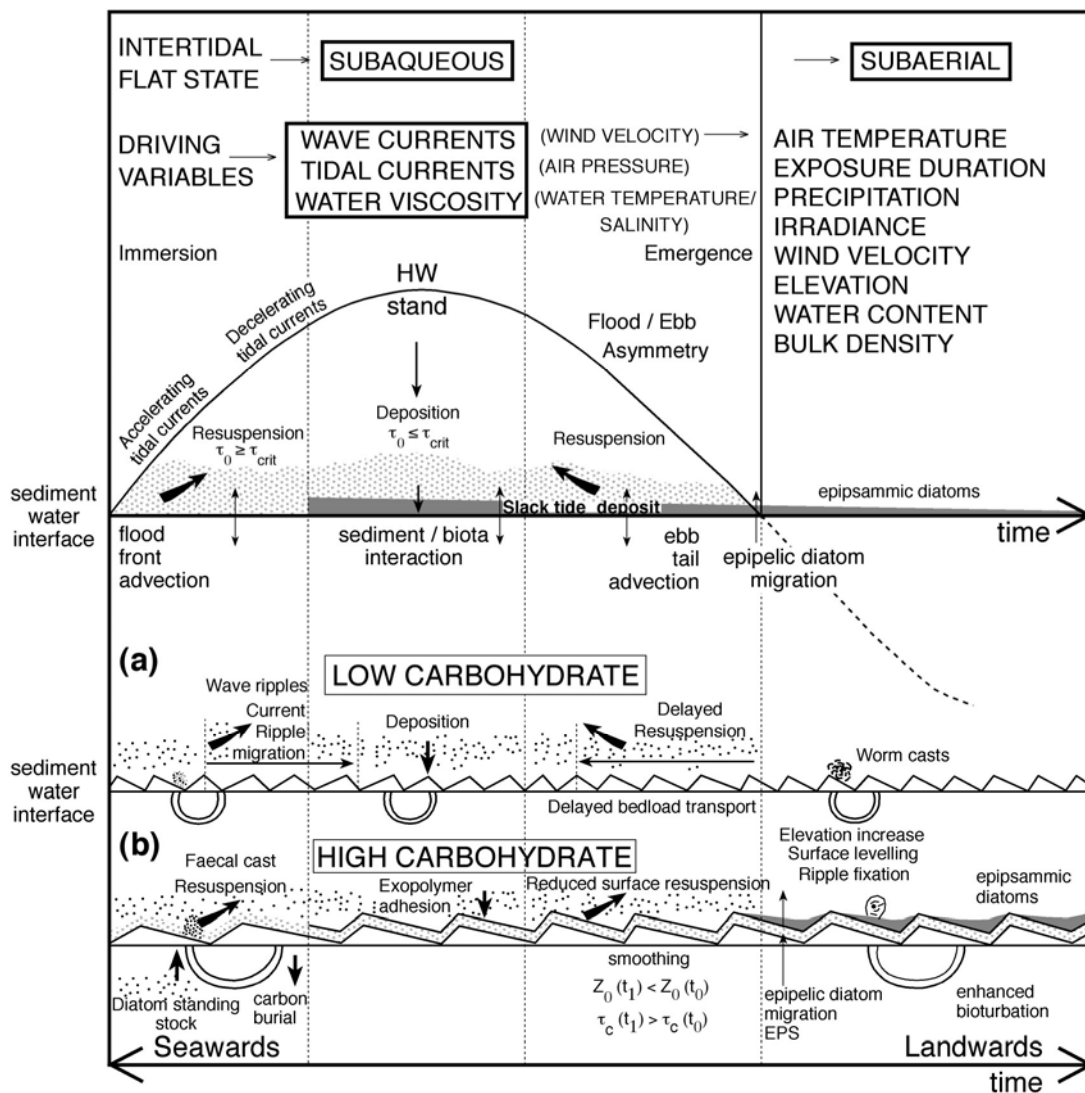 INTERTIDAL
FLAT STATE
SUBAQUEOUS
SUBAERIAL
DRIVING
VARIABLES
WAVE CURRENTS
TIDAL CURRENTS
WATER VISCOSITY
(WIND VELOCITY)
(AIR PRESSURE)
(WATER TEMPERATURE/
SALINITY)
AIR TEMPERATURE
EXPOSURE DURATION
PRECIPITATION
IRRADIANCE
WIND VELOCITY
ELEVATION
WATER CONTENT
BULK DENSITY
Immersion
Emergence
HW
stand
Accelerating
tidal currents
Decelerating
tidal currents
Flood / Ebb
Asymmetry
Resuspension
τ0 ≥ τcrit
Deposition
τ0 ≤ τcrit
Resuspension
sediment
water
interface
Slack tide deposit
epipsammic diatoms
time
flood
front
advection
sediment / biota
interaction
ebb
tail
advection
epipelic diatom
migration
(a)
LOW CARBOHYDRATE
Wave ripples
Current
Ripple
migration
Deposition
Delayed
Resuspension
Worm casts
sediment
water
interface
Delayed bedload transport
(b)
HIGH CARBOHYDRATE
Faecal cast
Resuspension
Exopolymer
adhesion
Reduced surface resuspension
Elevation increase
Surface levelling
Ripple fixation
epipsammic
diatoms
Diatom standing
stock
carbon
burial
smoothing
Z0 (t1) < Z0 (t0)
τc (t1) > τc (t0)
epipelic diatom
migration
EPS
enhanced
bioturbation
Seawards
Landwards
time